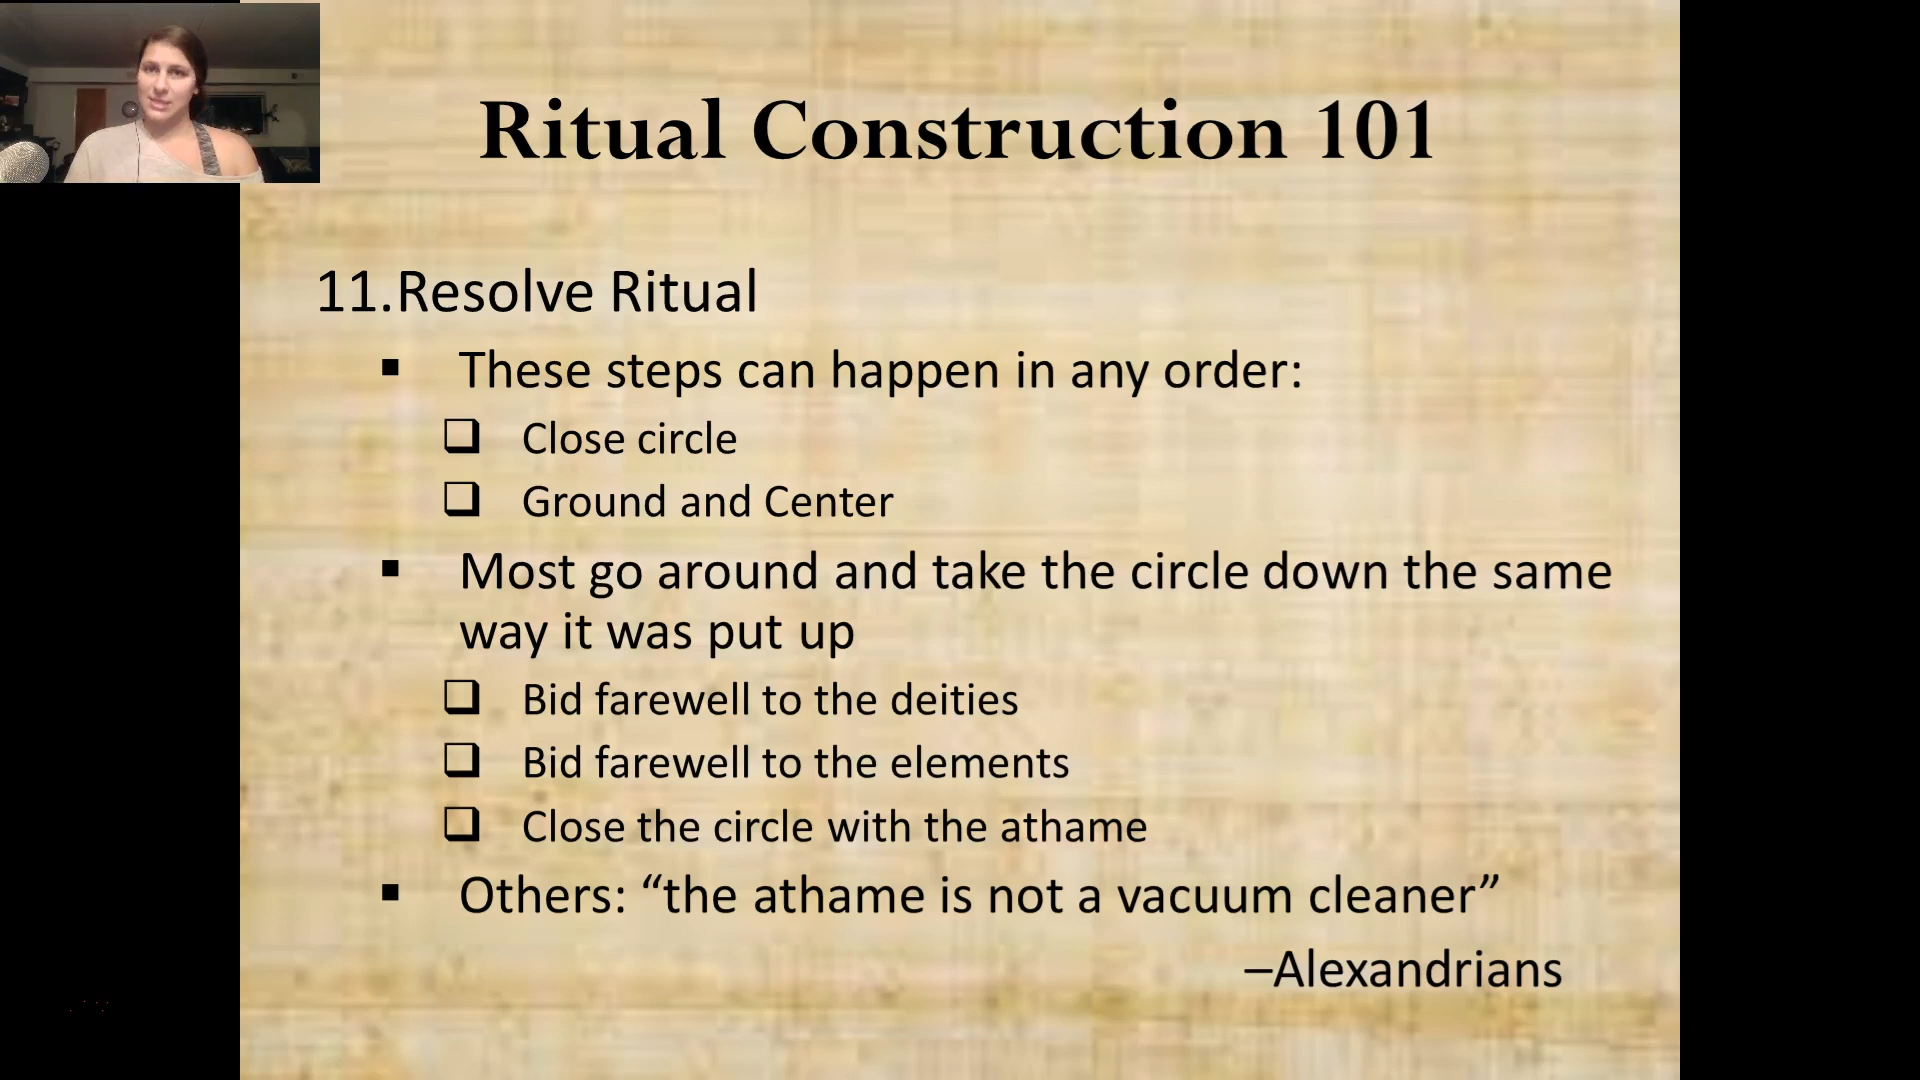 Ritual Construction 101
11.Resolve Ritual
▪ These steps can happen in any order:
❑ Close circle
❑ Ground and Center
▪ Most go around and take the circle down the same
way it was put up
❑ Bid farewell to the deities
❑ Bid farewell to the elements
❑ Close the circle with the athame
▪ Others: “the athame is not a vacuum cleaner”
–Alexandrians